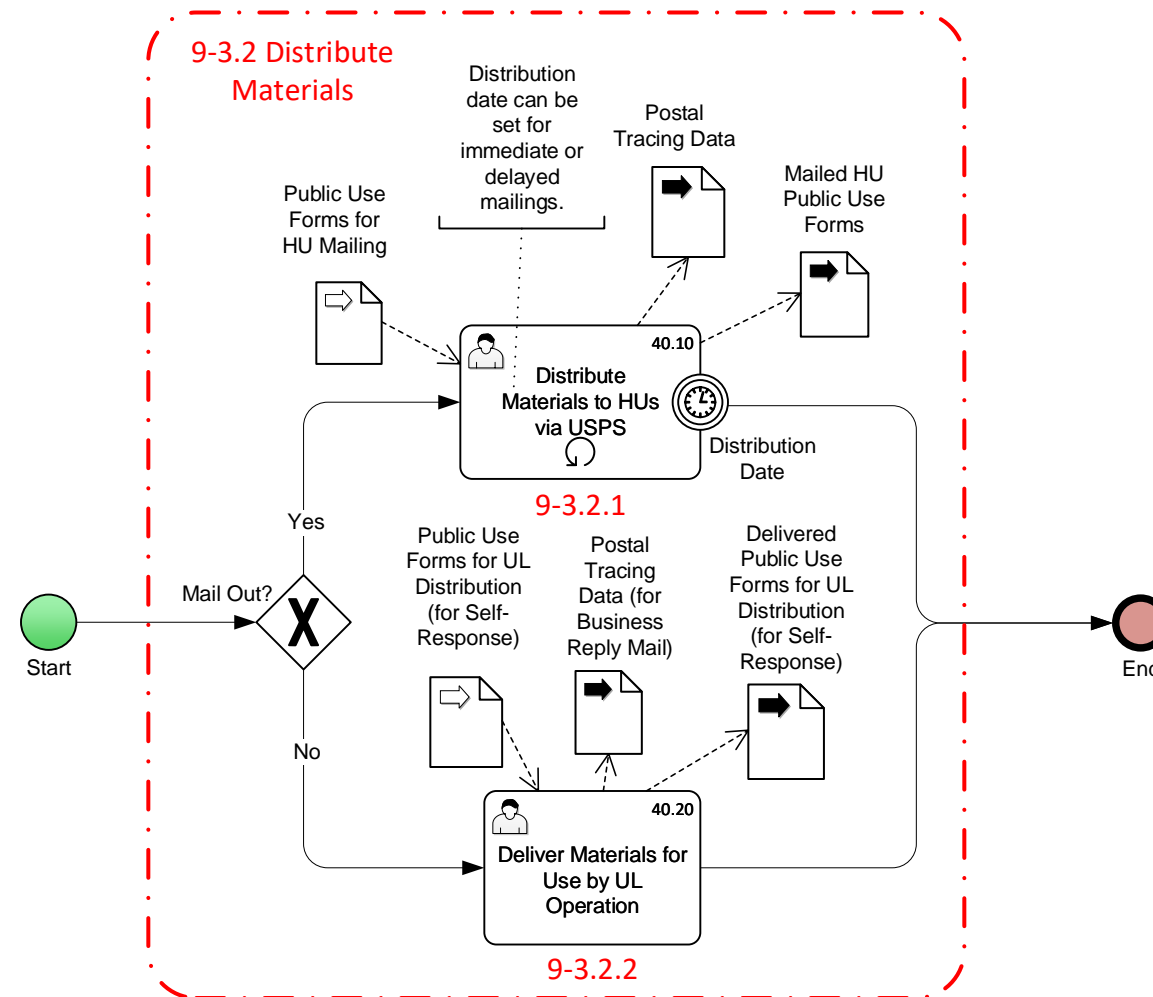 9-3.2 Distribute
Materials
Distribution
date can be
set for
immediate or
delayed
mailings.
Postal
Tracing Data
Mailed HU
Public Use
Forms
Public Use
Forms for
HU Mailing
40.10
Distribute
Materials to HUs
via USPS
Distribution
Date
9-3.2.1
Yes
Mail Out?
Start
No
Public Use
Forms for UL
Distribution
(for Self-
Response)
Postal
Tracing
Data (for
Business
Reply Mail)
Delivered
Public Use
Forms for UL
Distribution
(for Self-
Response)
End
40.20
Deliver Materials for
Use by UL
Operation
9-3.2.2